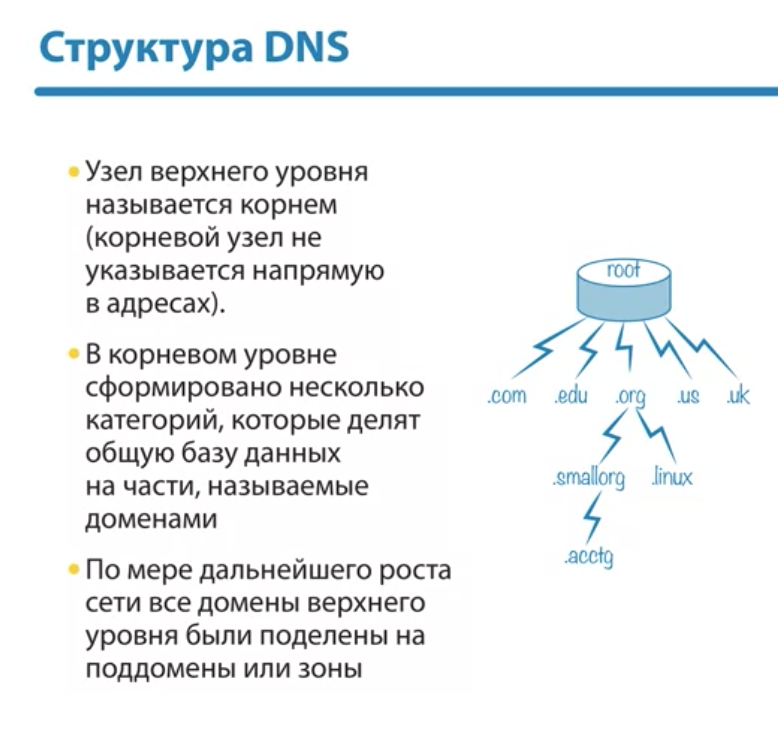 Структура DNS
• Узел верхнего уровня
называется корнем
(корневой узел не
указывается напрямую
в адресах).
• В корневом уровне
сформировано несколько
категорий, которые делят
общую базу данных
на части, называемые
доменами
• По мере дальнейшего роста
сети все домены верхнего
уровня были поделены на
поддомены или зоны
root
.com .edu .org .us .uk
.smallorg .linux
.acctg